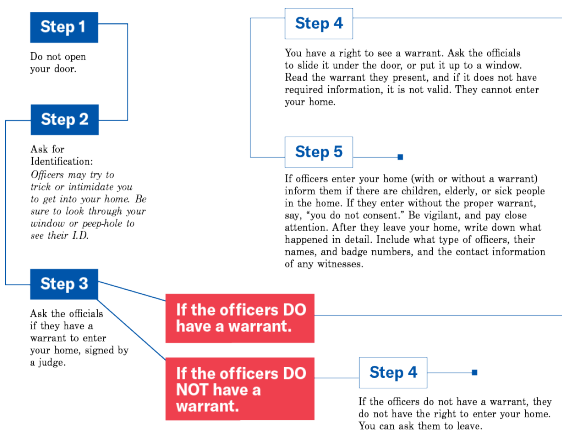 Step 1
Do not open
your door.
Step 2
Ask for
Identification:
Officers may try to
trick or intimidate you
to get into your home. Be
sure to look through your
window or peep-hole to
see their I.D.
Step 3
Ask the officials
if they have a
warrant to enter
your home, signed by
a judge.
If the officers DO
have a warrant.
Step 4
You have a right to see a warrant. Ask the officials
to slide it under the door, or put it up to a window.
Read the warrant they present, and if it does not have
required information, it is not valid. They cannot enter
your home.
Step 5
If officers enter your home (with or without a warrant)
inform them if there are children, elderly, or sick people
in the home. If they enter without the proper warrant,
say, “you do not consent.” Be vigilant, and pay close
attention. After they leave your home, write down what
happened in detail. Include what type of officers, their
names, and badge numbers, and the contact information
of any witnesses.
If the officers DO
NOT have a
warrant.
Step 4
If the officers do not have a warrant, they
do not have the right to enter your home.
You can ask them to leave.